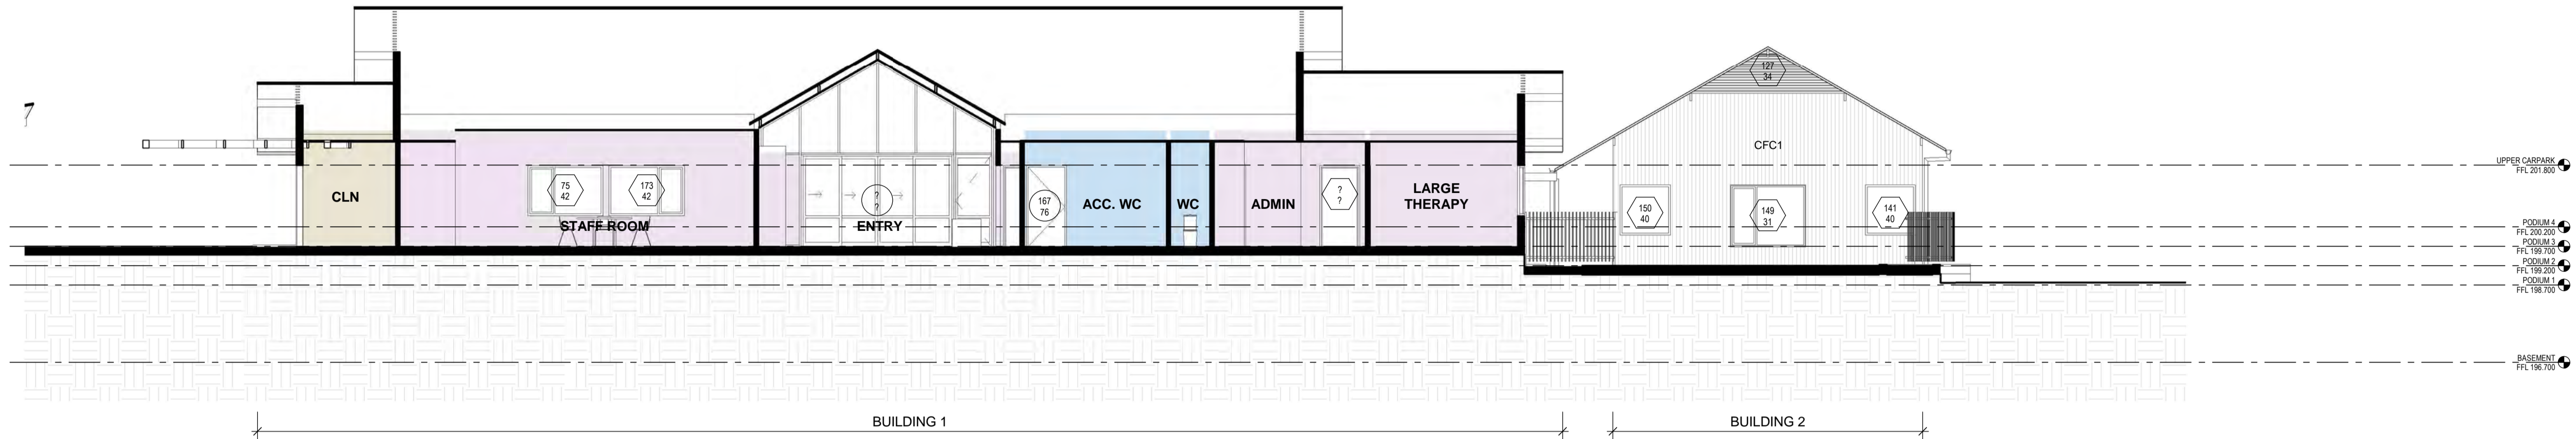 127
34
7
CFC1
UPPER CARPARK
FFL 201.800
CLN
75
42
173
42
STAFF ROOM
?
?
ENTRY
167
76
ACC. WC
WC
ADMIN
?
?
LARGE
THERAPY
150
40
149
31
141
40
PODIUM 4
FFL 200.200
PODIUM 3
FFL 199.700
PODIUM 2
FFL 199.200
PODIUM 1
FFL 198.700
BASEMENT
FFL 196.700
BUILDING 1
BUILDING 2